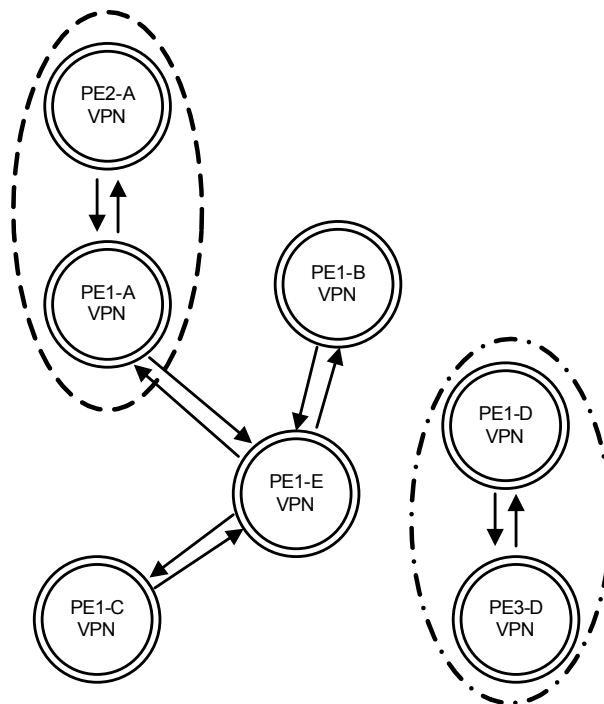 PE2-A
VPN
PE1-A
VPN
PE1-B
VPN
PE1-D
VPN
PE1-E
VPN
PE1-C
VPN
PE3-D
VPN